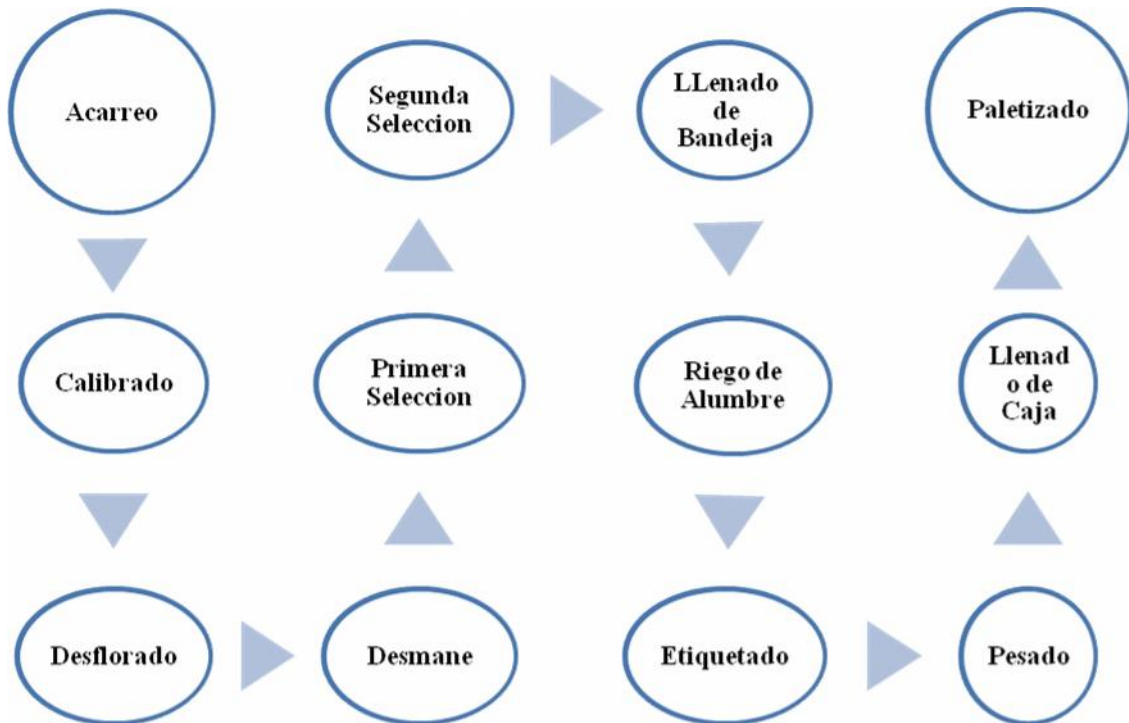 Acarreo
Calibrado
Desflorado
Desmane
Primera
Seleccion
Segunda
Seleccion
LLenado
de
Bandeja
Riego de
Alumbre
Etiquetado
Pesado
Llenad
o de
Caja
Paletizado